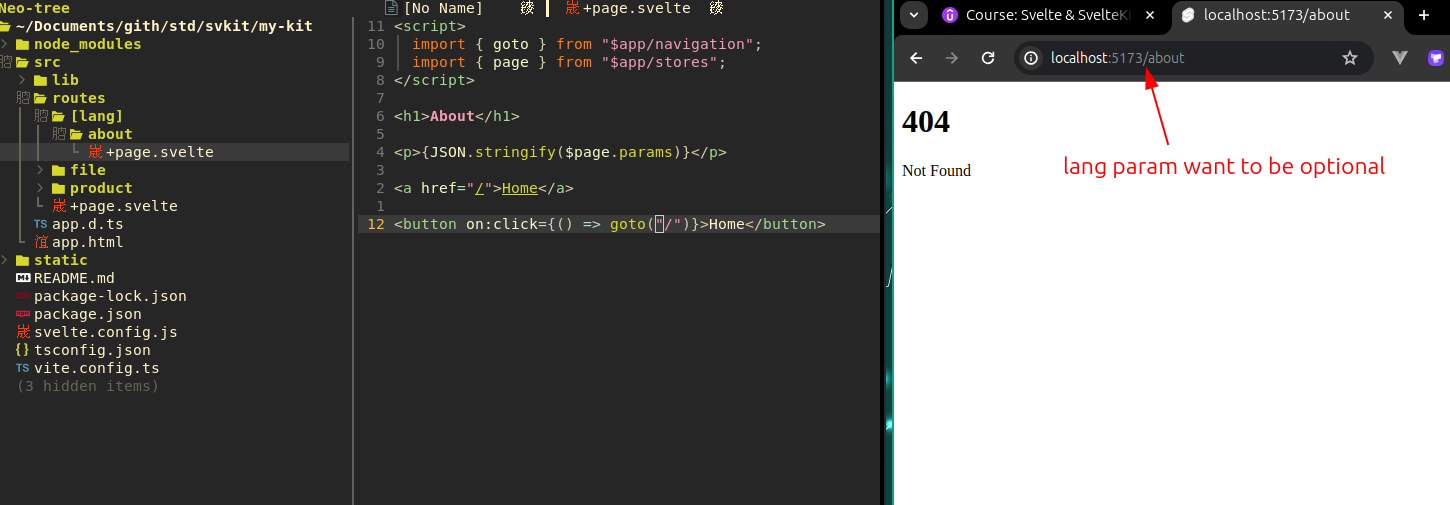 Neo-tree
~/Documents/gith/std/svkit/my-kit
node_modules
src
lib
routes
[lang]
about
+page.svelte
file
product
+page.svelte
TS app.d.ts
app.html
static
README.md
package-lock.json
package.json
svelte.config.js
{} tsconfig.json
TS vite.config.ts
(3 hidden items)
[No Name] +page.svelte
11 <script>
10 import { goto } from "$app/navigation";
9 import { page } from "$app/stores";
8 </script>
7
6 <h1>About</h1>
5
4 <p>{JSON.stringify($page.params)}</p>
3
2 <a href="/">Home</a>
1
12 <button on:click={() => goto("/")}>Home</button>
Course: Svelte & SvelteKi
localhost:5173/about
localhost:5173/about
404
Not Found
lang param want to be optional